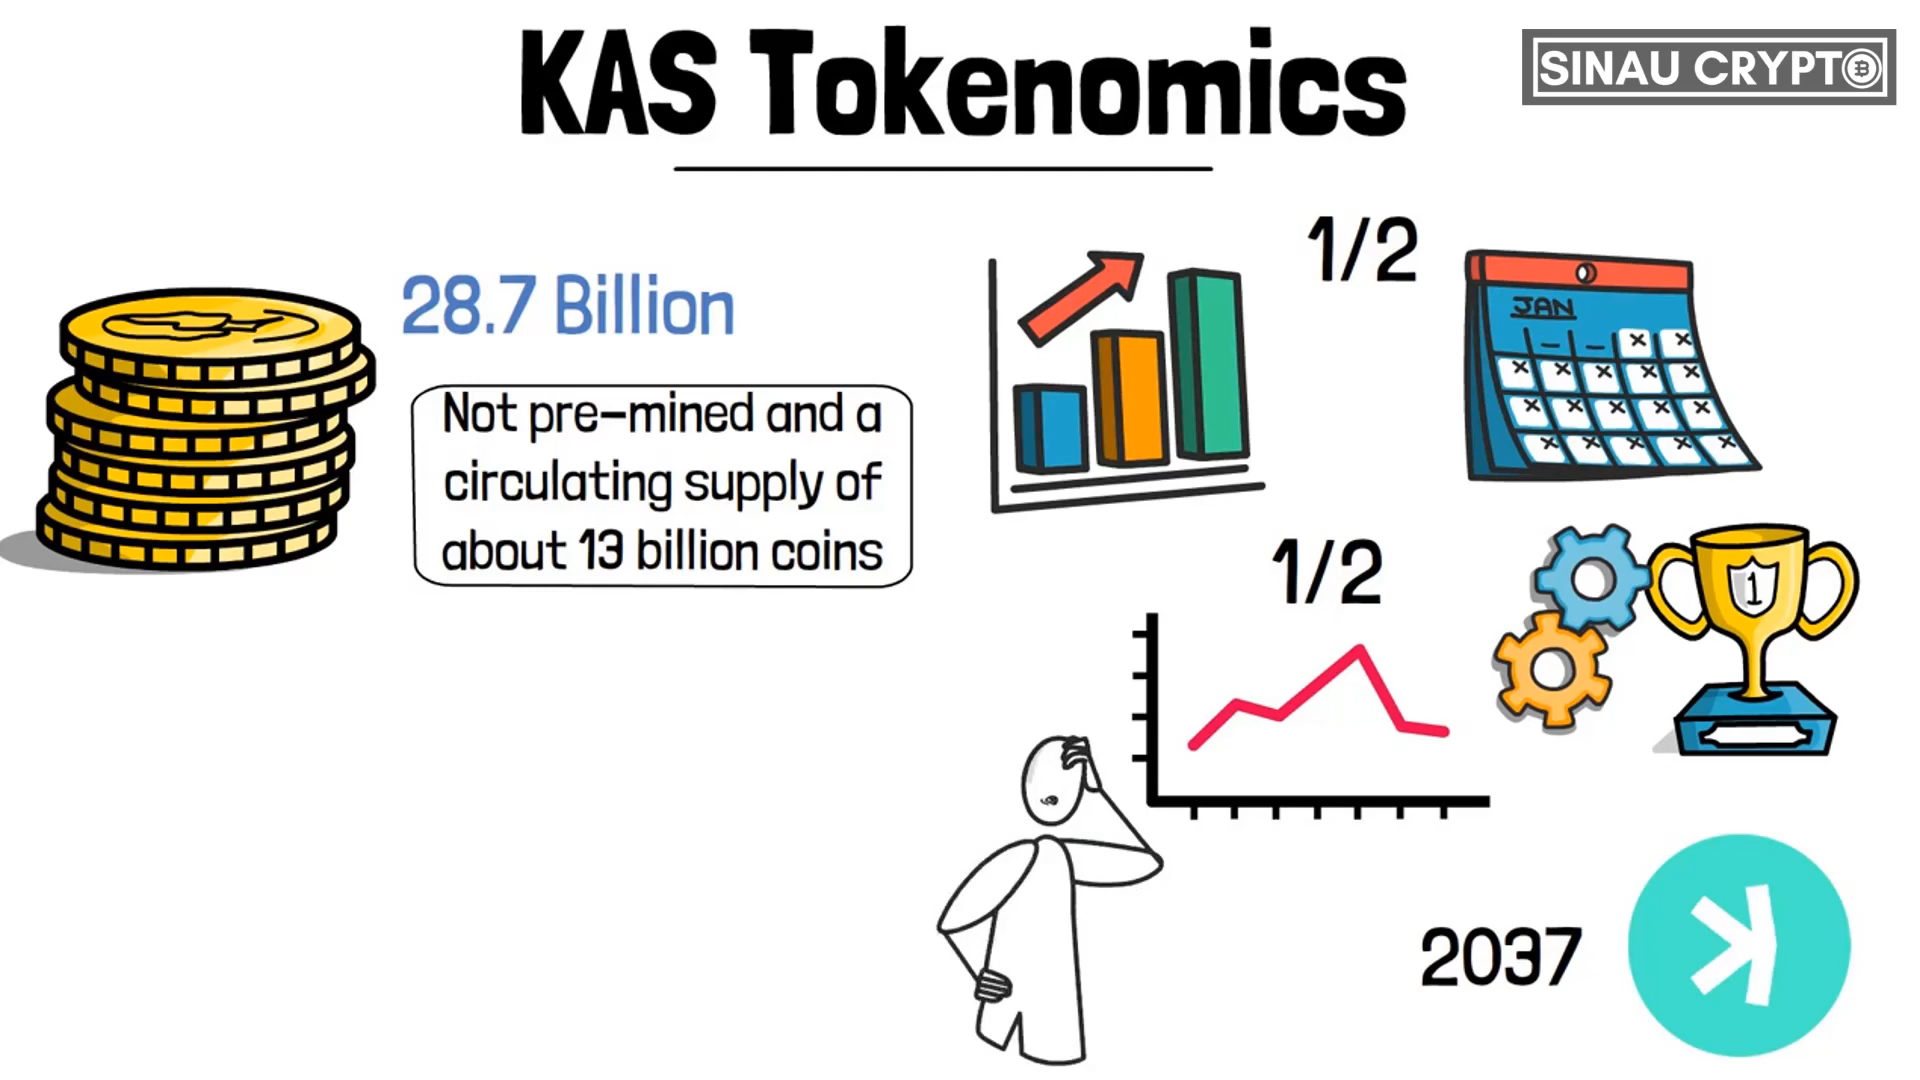 KAS Tokenomics
SINAU CRYPTO
28.7 Billion
Not pre-mined and a
circulating supply of
about 13 billion coins
1/2
JAN
1/2
1
2037